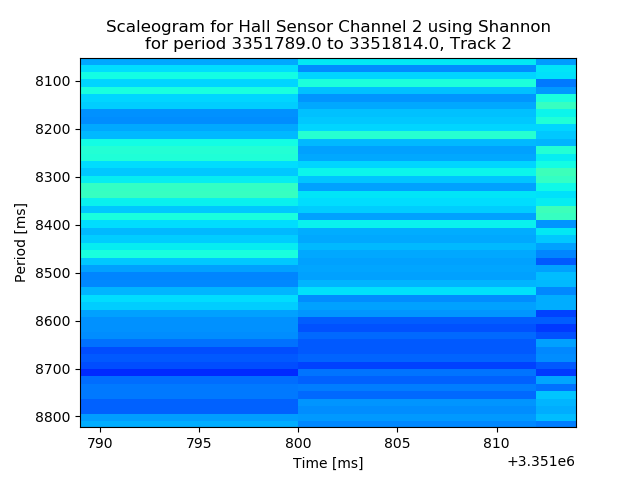 Scaleogram for Hall Sensor Channel 2 using Shannon
for period 3351789.0 to 3351814.0, Track 2
8100
8200
8300
8400
8500
8600
8700
8800
Period [ms]
790
795
800
805
810
Time [ms]
+3.351e6